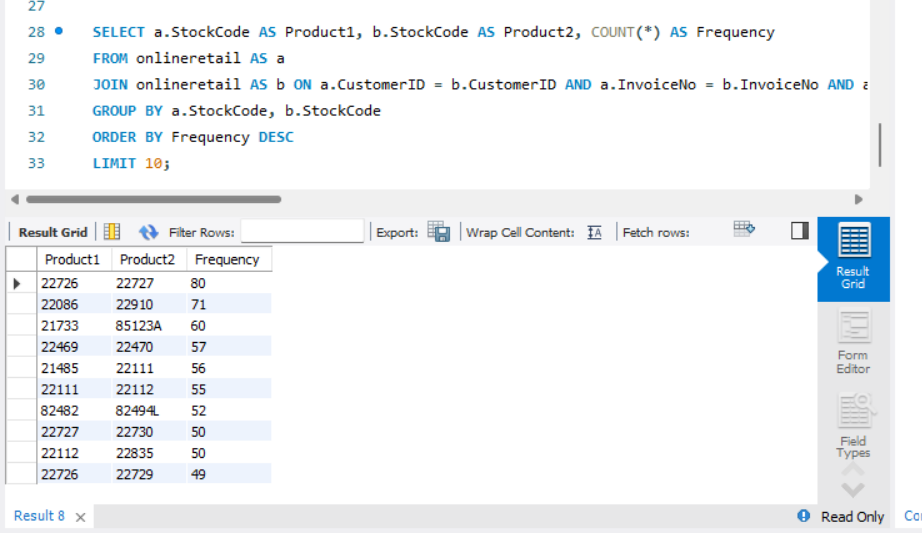 27
28 SELECT a.StockCode AS Product1, b.StockCode AS Product2, COUNT(*) AS Frequency
29 FROM onlineretail AS a
30 JOIN onlineretail AS b ON a.CustomerID = b.CustomerID AND a.InvoiceNo = b.InvoiceNo AND
31 GROUP BY a.StockCode, b.StockCode
32 ORDER BY Frequency DESC
33 LIMIT 10;
Result Grid Filter Rows: Export: Wrap Cell Content: IA Fetch rows:
Product1 Product2 Frequency
22726 22727 80
22086 22910 71
21733 85123A 60
22469 22470 57
21485 22111 56
22111 22112 55
82482 82494L 52
22727 22730 50
22112 22835 50
22726 22729 49
Result
Grid
Form
Editor
Field
Types
Result 8 Read Only